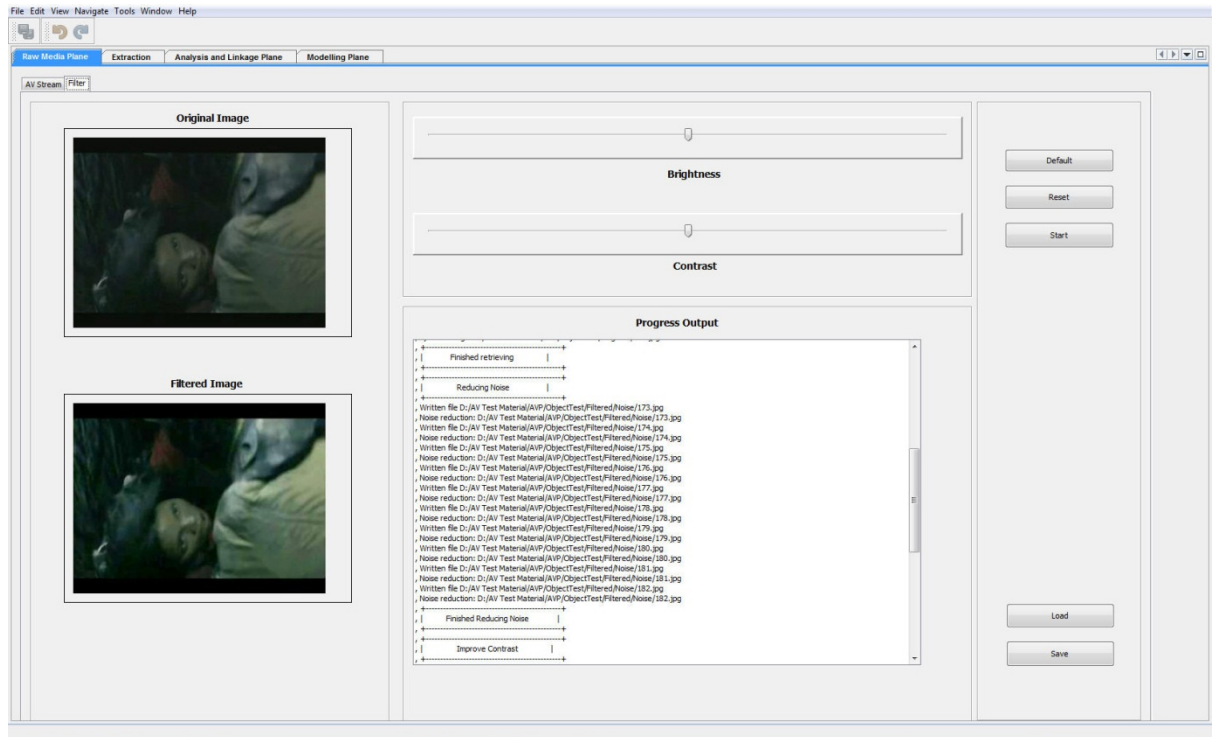 File Edit View Navigate Tools Window Help
Raw Media Plane Extraction Analysis and Linkage Plane Modelling Plane
AV Stream Filter
Original Image
Filtered Image
Brightness
Contrast
Default
Reset
Start
Progress Output
, +------------------------------------------------+
, | Finished retrieving |
, +------------------------------------------------+
, +------------------------------------------------+
, | Reducing Noise |
, +------------------------------------------------+
, Written file D:/AV Test Material/AVP/ObjectTest/Filtered/Noise/173.jpg
, Noise reduction: D:/AV Test Material/AVP/ObjectTest/Filtered/Noise/173.jpg
, Written file D:/AV Test Material/AVP/ObjectTest/Filtered/Noise/174.jpg
, Noise reduction: D:/AV Test Material/AVP/ObjectTest/Filtered/Noise/174.jpg
, Written file D:/AV Test Material/AVP/ObjectTest/Filtered/Noise/175.jpg
, Noise reduction: D:/AV Test Material/AVP/ObjectTest/Filtered/Noise/175.jpg
, Written file D:/AV Test Material/AVP/ObjectTest/Filtered/Noise/176.jpg
, Noise reduction: D:/AV Test Material/AVP/ObjectTest/Filtered/Noise/176.jpg
, Written file D:/AV Test Material/AVP/ObjectTest/Filtered/Noise/177.jpg
, Noise reduction: D:/AV Test Material/AVP/ObjectTest/Filtered/Noise/177.jpg
, Written file D:/AV Test Material/AVP/ObjectTest/Filtered/Noise/178.jpg
, Noise reduction: D:/AV Test Material/AVP/ObjectTest/Filtered/Noise/178.jpg
, Written file D:/AV Test Material/AVP/ObjectTest/Filtered/Noise/179.jpg
, Noise reduction: D:/AV Test Material/AVP/ObjectTest/Filtered/Noise/179.jpg
, Written file D:/AV Test Material/AVP/ObjectTest/Filtered/Noise/180.jpg
, Noise reduction: D:/AV Test Material/AVP/ObjectTest/Filtered/Noise/180.jpg
, Written file D:/AV Test Material/AVP/ObjectTest/Filtered/Noise/181.jpg
, Noise reduction: D:/AV Test Material/AVP/ObjectTest/Filtered/Noise/181.jpg
, Written file D:/AV Test Material/AVP/ObjectTest/Filtered/Noise/182.jpg
, Noise reduction: D:/AV Test Material/AVP/ObjectTest/Filtered/Noise/182.jpg
, +------------------------------------------------+
, | Finished Reducing Noise |
, +------------------------------------------------+
, +------------------------------------------------+
, | Improve Contrast |
, +------------------------------------------------+
Load
Save